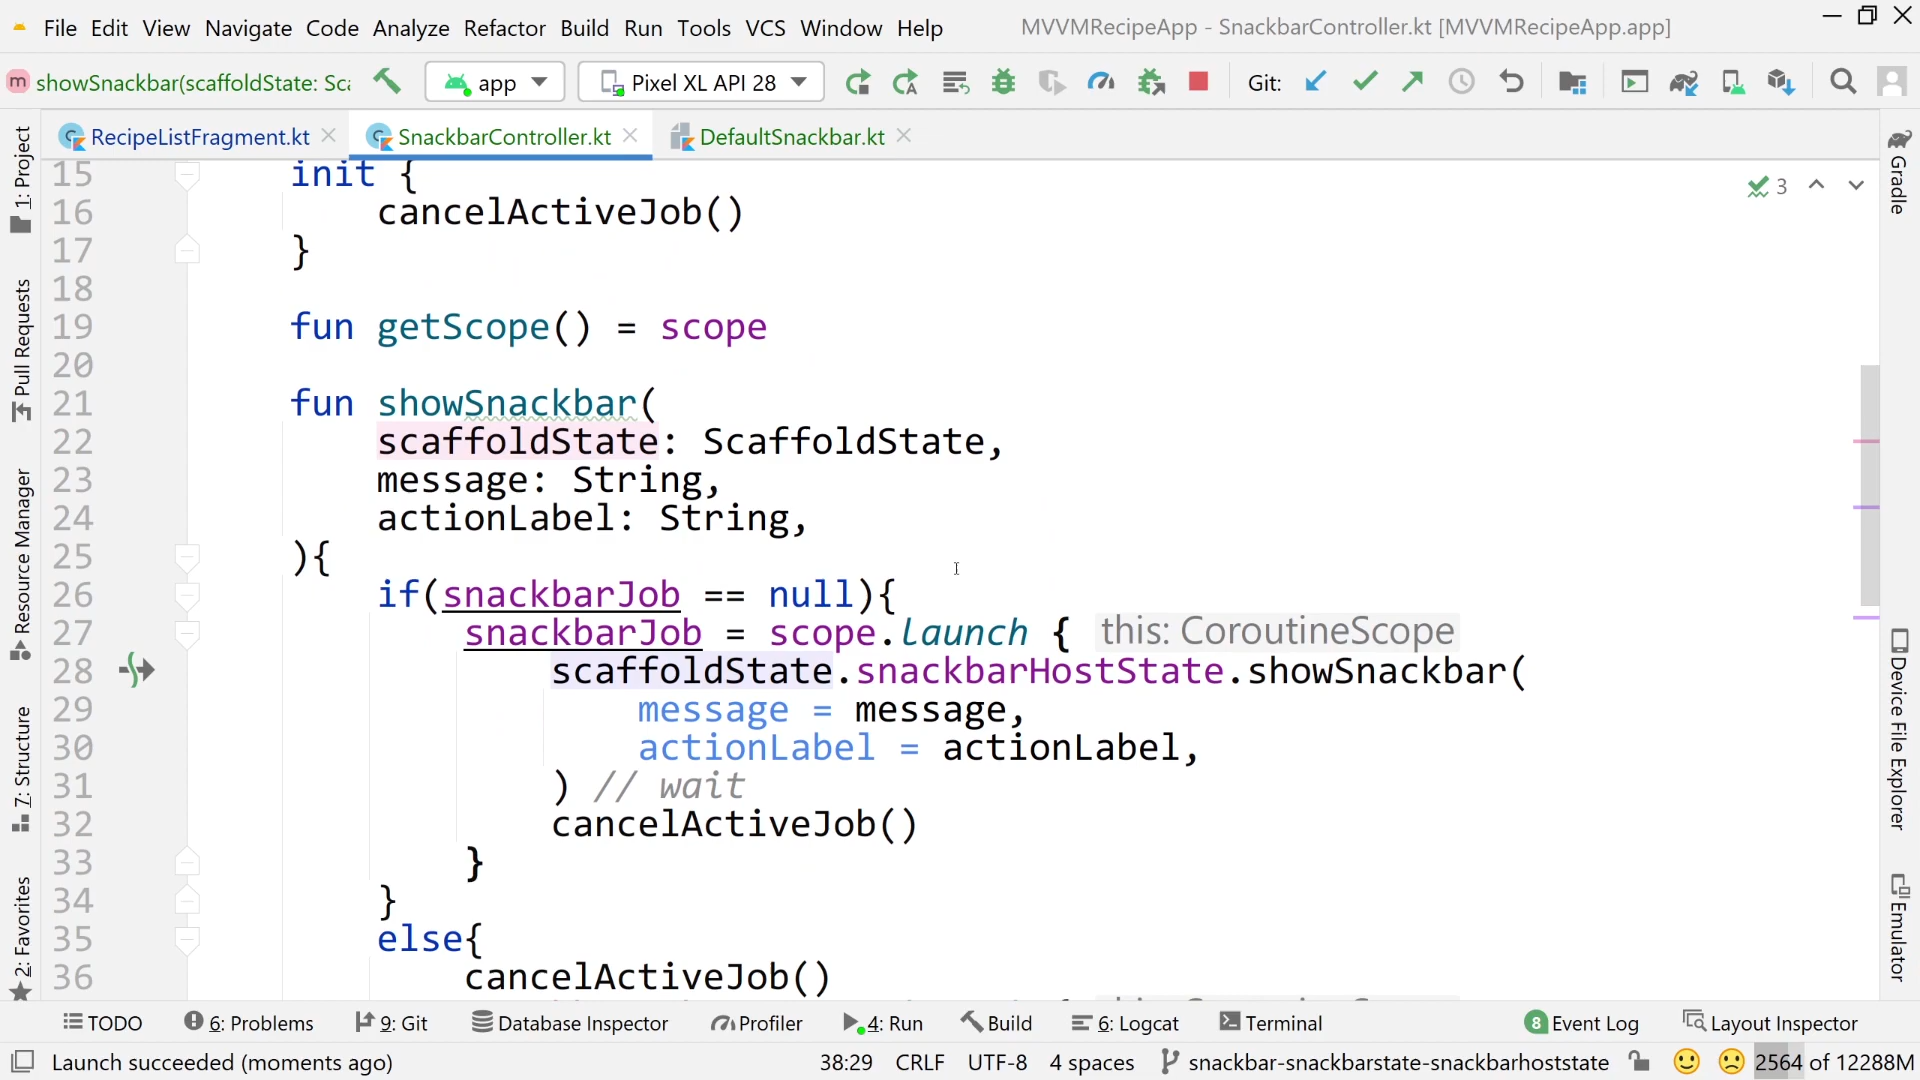 File Edit View Navigate Code Analyze Refactor Build Run Tools VCS Window Help MVVMRecipeApp - SnackbarController.kt [MVVMRecipeApp.app]
m showSnackbar(scaffoldState: Sca app Pixel XL API 28 Git:
RecipeListFragment.kt SnackbarController.kt DefaultSnackbar.kt
15 init {
3
16 cancelActiveJob()
17 }
18
19 fun getScope() = scope
20
21 fun showSnackbar(
22 scaffoldState: ScaffoldState,
23 message: String,
24 actionLabel: String,
25 ){
26 if(snackbarJob == null){
27 snackbarJob = scope.launch { this: CoroutineScope
28 scaffoldState.snackbarHostState.showSnackbar(
29 message = message,
30 actionLabel = actionLabel,
31 ) // wait
32 cancelActiveJob()
33 }
34 }
35 else{
36 cancelActiveJob()
1: Project
Pull Requests
Resource Manager
7: Structure
2: Favorites
Gradle
Device File Explorer
Emulator
TODO 6: Problems 9: Git Database Inspector Profiler 4: Run Build 6: Logcat Terminal 8 Event Log Layout Inspector
Launch succeeded (moments ago) 38:29 CRLF UTF-8 4 spaces snackbar-snackbarstate-snackbarhoststate 2564 of 12288M